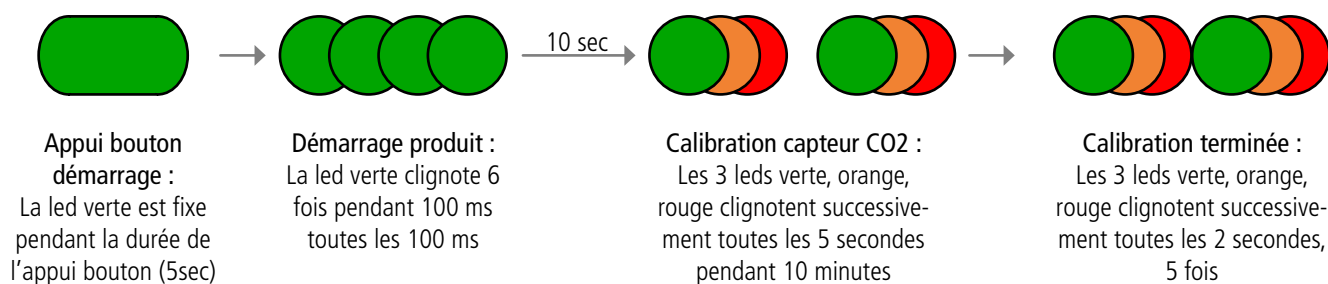 10 sec
Appui bouton
démarrage :
La led verte est fixe
pendant la durée de
l'appui bouton (5sec)
Démarrage produit :
La led verte clignote 6
fois pendant 100 ms
toutes les 100 ms
Calibration capteur CO2 :
Les 3 leds verte, orange,
rouge clignotent successive-
ment toutes les 5 secondes
pendant 10 minutes
Calibration terminée :
Les 3 leds verte, orange,
rouge clignotent successive-
ment toutes les 2 secondes,
5 fois